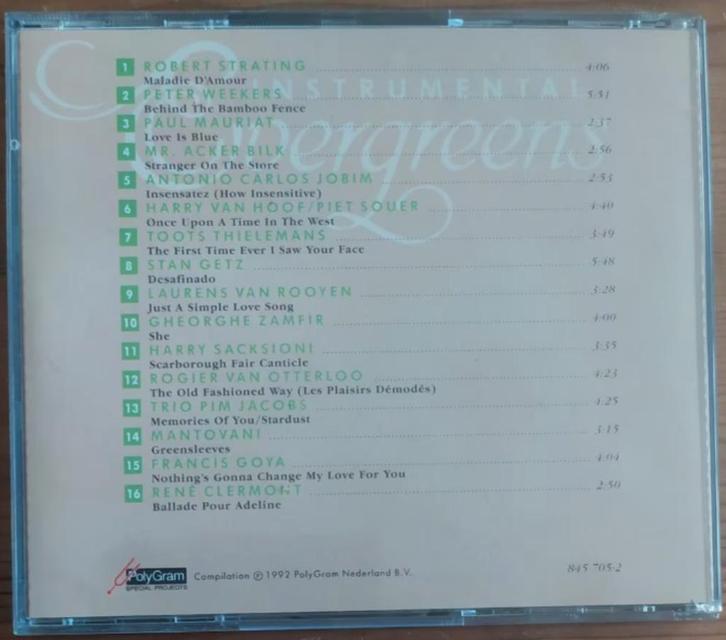 INSTRUMENTAL
Evergreens
1 ROBERT STRATING 4:06
Maladie D'Amour
2 PETER WEEKERS 5:51
Behind The Bamboo Fence
3 PAUL MAURIAT 2:37
Love Is Blue
4 MR. ACKER BILK 2:56
Stranger On The Store
5 ANTONIO CARLOS JOBIM 2:53
Insensatez (How Insensitive)
6 HARRY VAN HOOF/PIET SOUER 4:40
Once Upon A Time In The West
7 TOOTS THIELEMANS 3:49
The First Time Ever I Saw Your Face
8 STAN GETZ 5:48
Desafinado
9 LAURENS VAN ROOYEN 3:28
Just A Simple Love Song
10 GHEORGHE ZAMFIR 4:00
She
11 HARRY SACKSIONI 3:35
Scarborough Fair Canticle
12 ROGIER VAN OTTERLOO 4:23
The Old Fashioned Way (Les Plaisirs Démodés)
13 TRIO PIM JACOBS 4:25
Memories Of You/Stardust
14 MANTOVANI 3:15
Greensleeves
15 FRANCIS GOYA 4:04
Nothing's Gonna Change My Love For You
16 RENÉ CLERMONT 2:50
Ballade Pour Adeline
PolyGram
SPECIAL PROJECTS
Compilation ℗ 1992 PolyGram Nederland B.V.
845 705-2